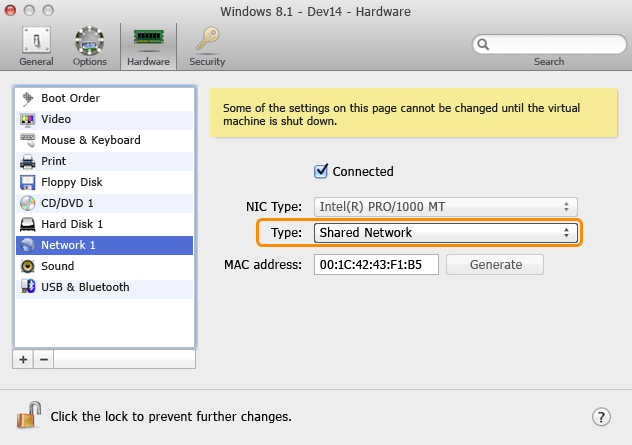 Windows 8.1 - Dev14 - Hardware
General
Options
Hardware
Security
Search
Boot Order
Video
Mouse & Keyboard
Print
Floppy Disk
CD/DVD 1
Hard Disk 1
Network 1
Sound
USB & Bluetooth
+ −
Some of the settings on this page cannot be changed until the virtual
machine is shut down.
Connected
NIC Type: Intel(R) PRO/1000 MT
Type: Shared Network
MAC address: 00:1C:42:43:F1:B5 Generate
Click the lock to prevent further changes.
?